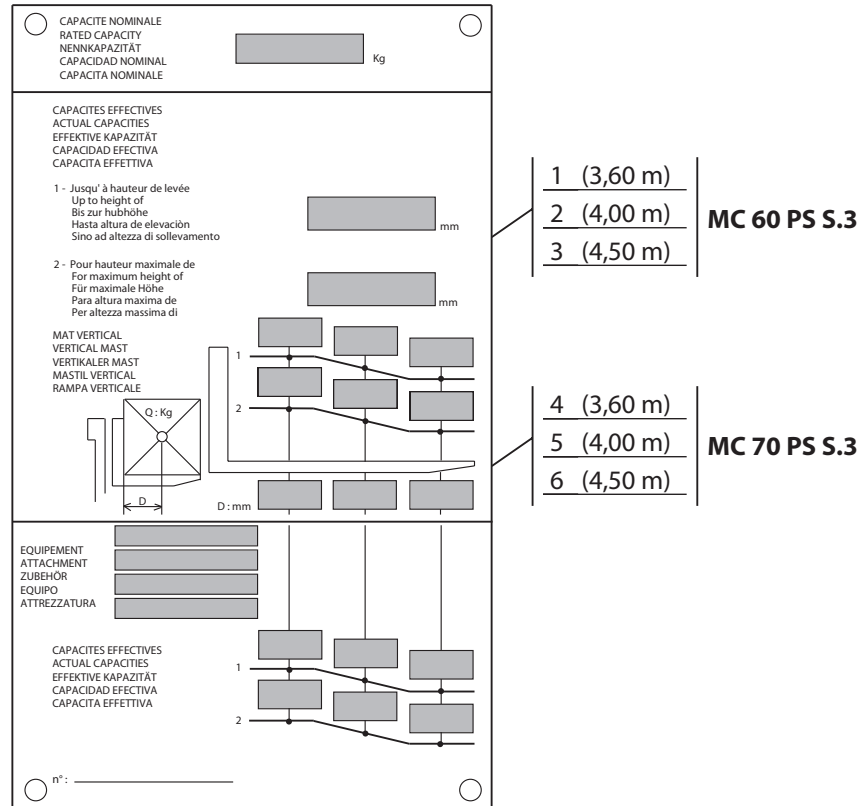 CAPACITE NOMINALE
RATED CAPACITY
NENNKAPAZITÄT
CAPACIDAD NOMINAL
CAPACITA NOMINALE
Kg
CAPACITES EFFECTIVES
ACTUAL CAPACITIES
EFFEKTIVE KAPAZITÄT
CAPACIDAD EFECTIVA
CAPACITA EFFETTIVA
1 - Jusqu' à hauteur de levée
Up to height of
Bis zur hubhöhe
Hasta altura de elevaciòn
Sino ad altezza di sollevamento
mm
2 - Pour hauteur maximale de
For maximum height of
Für maximale Höhe
Para altura maxima de
Per altezza massima di
mm
MAT VERTICAL
VERTICAL MAST
VERTIKALER MAST
MASTIL VERTICAL
RAMPA VERTICALE
1
2
Q : Kg
D
D : mm
EQUIPEMENT
ATTACHMENT
ZUBEHÖR
EQUIPO
ATTREZZATURA
CAPACITES EFFECTIVES
ACTUAL CAPACITIES
EFFEKTIVE KAPAZITÄT
CAPACIDAD EFECTIVA
CAPACITA EFFETTIVA
1
2
n° :
1 (3,60 m)
2 (4,00 m)
3 (4,50 m)
MC 60 PS S.3
4 (3,60 m)
5 (4,00 m)
6 (4,50 m)
MC 70 PS S.3